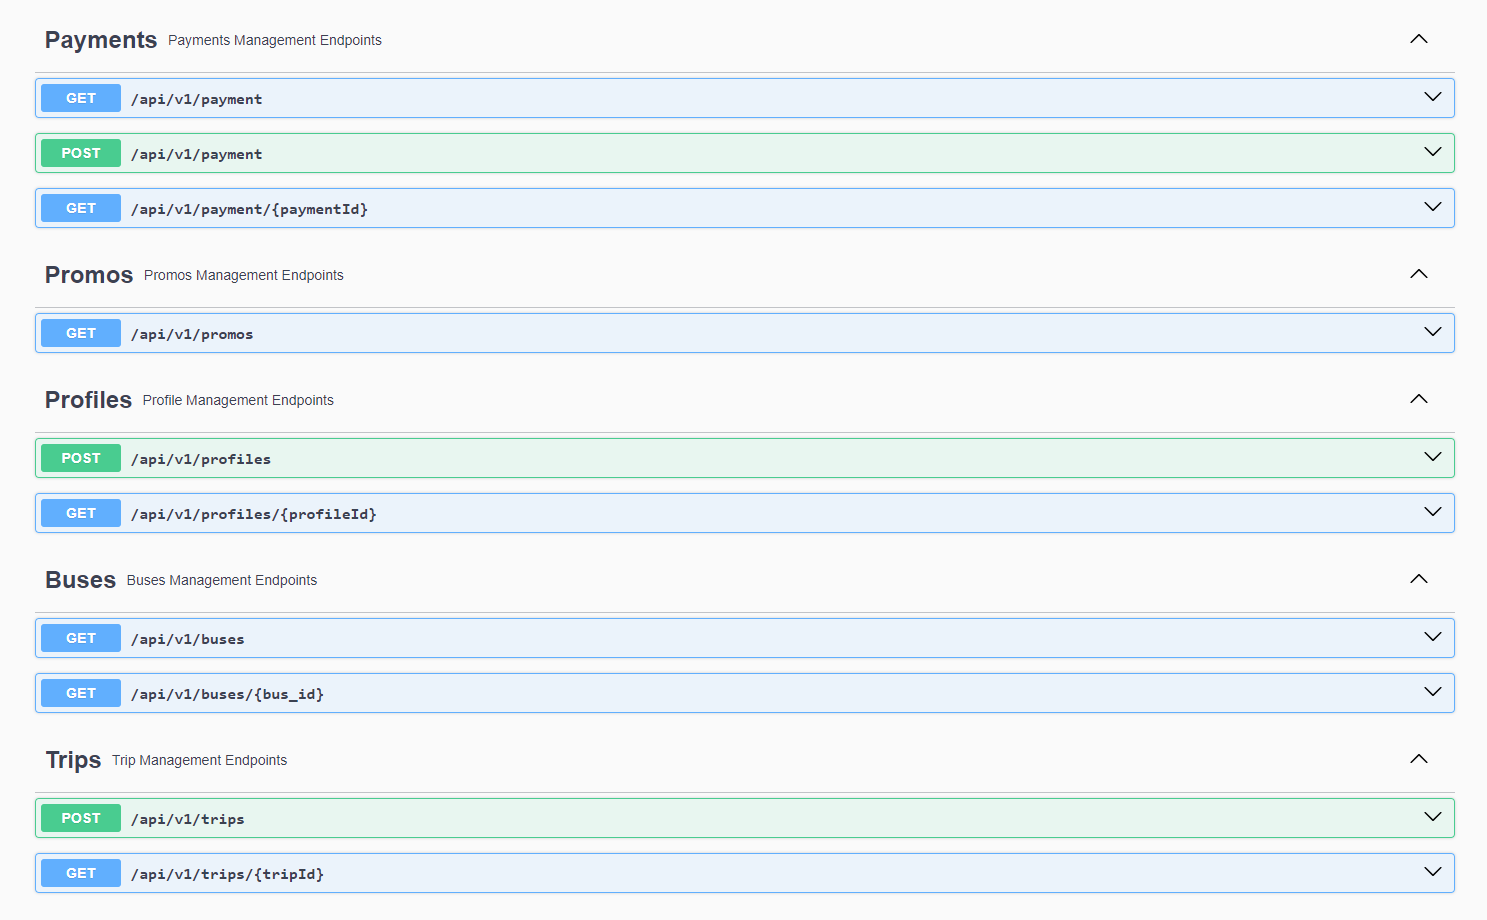 Payments Payments Management Endpoints
GET /api/v1/payment
POST /api/v1/payment
GET /api/v1/payment/{paymentId}
Promos Promos Management Endpoints
GET /api/v1/promos
Profiles Profile Management Endpoints
POST /api/v1/profiles
GET /api/v1/profiles/{profileId}
Buses Buses Management Endpoints
GET /api/v1/buses
GET /api/v1/buses/{bus_id}
Trips Trip Management Endpoints
POST /api/v1/trips
GET /api/v1/trips/{tripId}